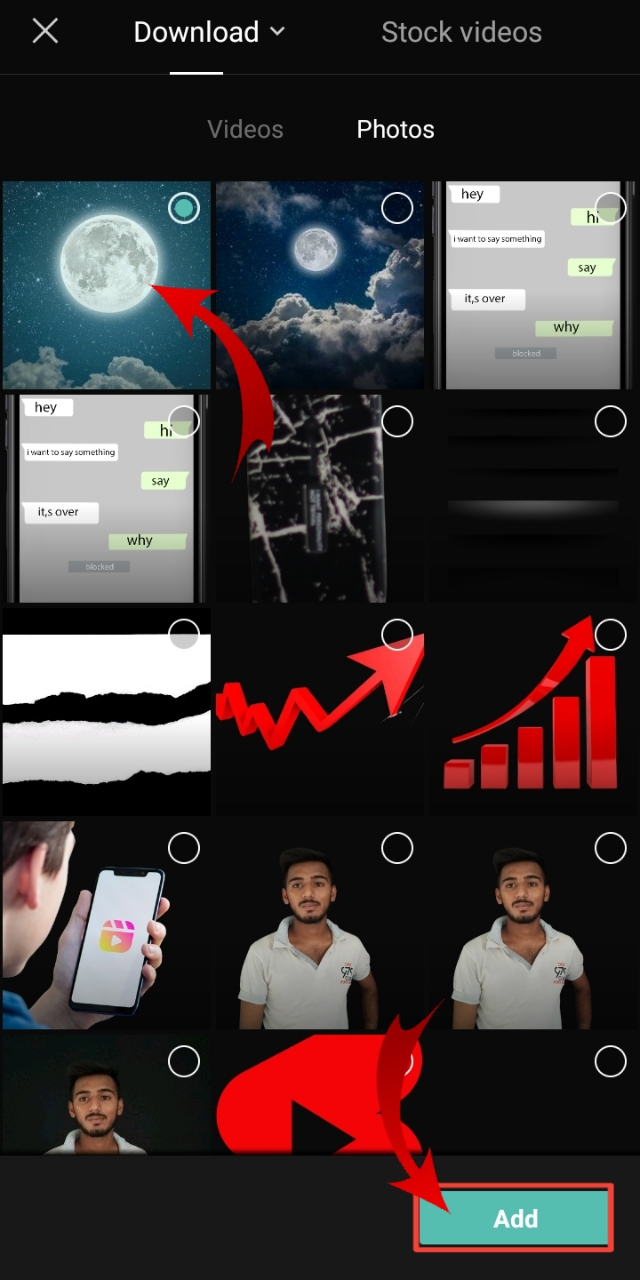 Download
Stock videos
Videos
Photos
hey
hi
i want to say something
say
it,s over
why
blocked
hey
hi
i want to say something
say
it,s over
why
blocked
Add